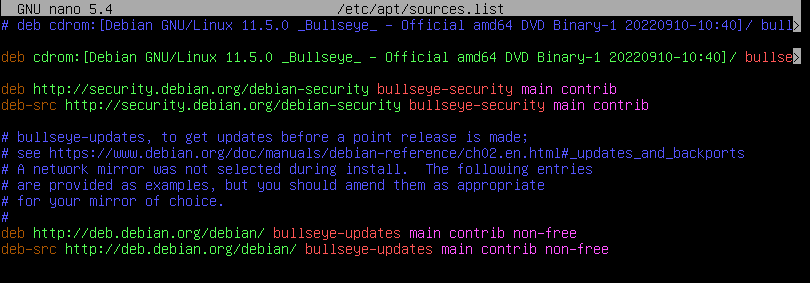 GNU nano 5.4 /etc/apt/sources.list
# deb cdrom:[Debian GNU/Linux 11.5.0 _Bullseye_ - Official amd64 DVD Binary-1 20220910-10:40]/ bull>
deb cdrom:[Debian GNU/Linux 11.5.0 _Bullseye_ - Official amd64 DVD Binary-1 20220910-10:40]/ bullse>
deb http://security.debian.org/debian-security bullseye-security main contrib
deb-src http://security.debian.org/debian-security bullseye-security main contrib
# bullseye-updates, to get updates before a point release is made;
# see https://www.debian.org/doc/manuals/debian-reference/ch02.en.html#_updates_and_backports
# A network mirror was not selected during install.  The following entries
# are provided as examples, but you should amend them as appropriate
# for your mirror of choice.
#
deb http://deb.debian.org/debian/ bullseye-updates main contrib non-free
deb-src http://deb.debian.org/debian/ bullseye-updates main contrib non-free